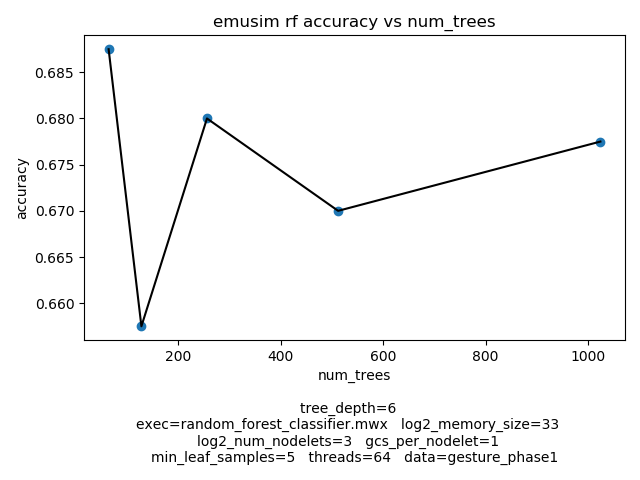 emusim rf accuracy vs num_trees
0.685
0.680
0.675
0.670
0.665
0.660
accuracy
200 400 600 800 1000
num_trees
tree_depth=6
exec=random_forest_classifier.mwx log2_memory_size=33
log2_num_nodelets=3 gcs_per_nodelet=1
min_leaf_samples=5 threads=64 data=gesture_phase1